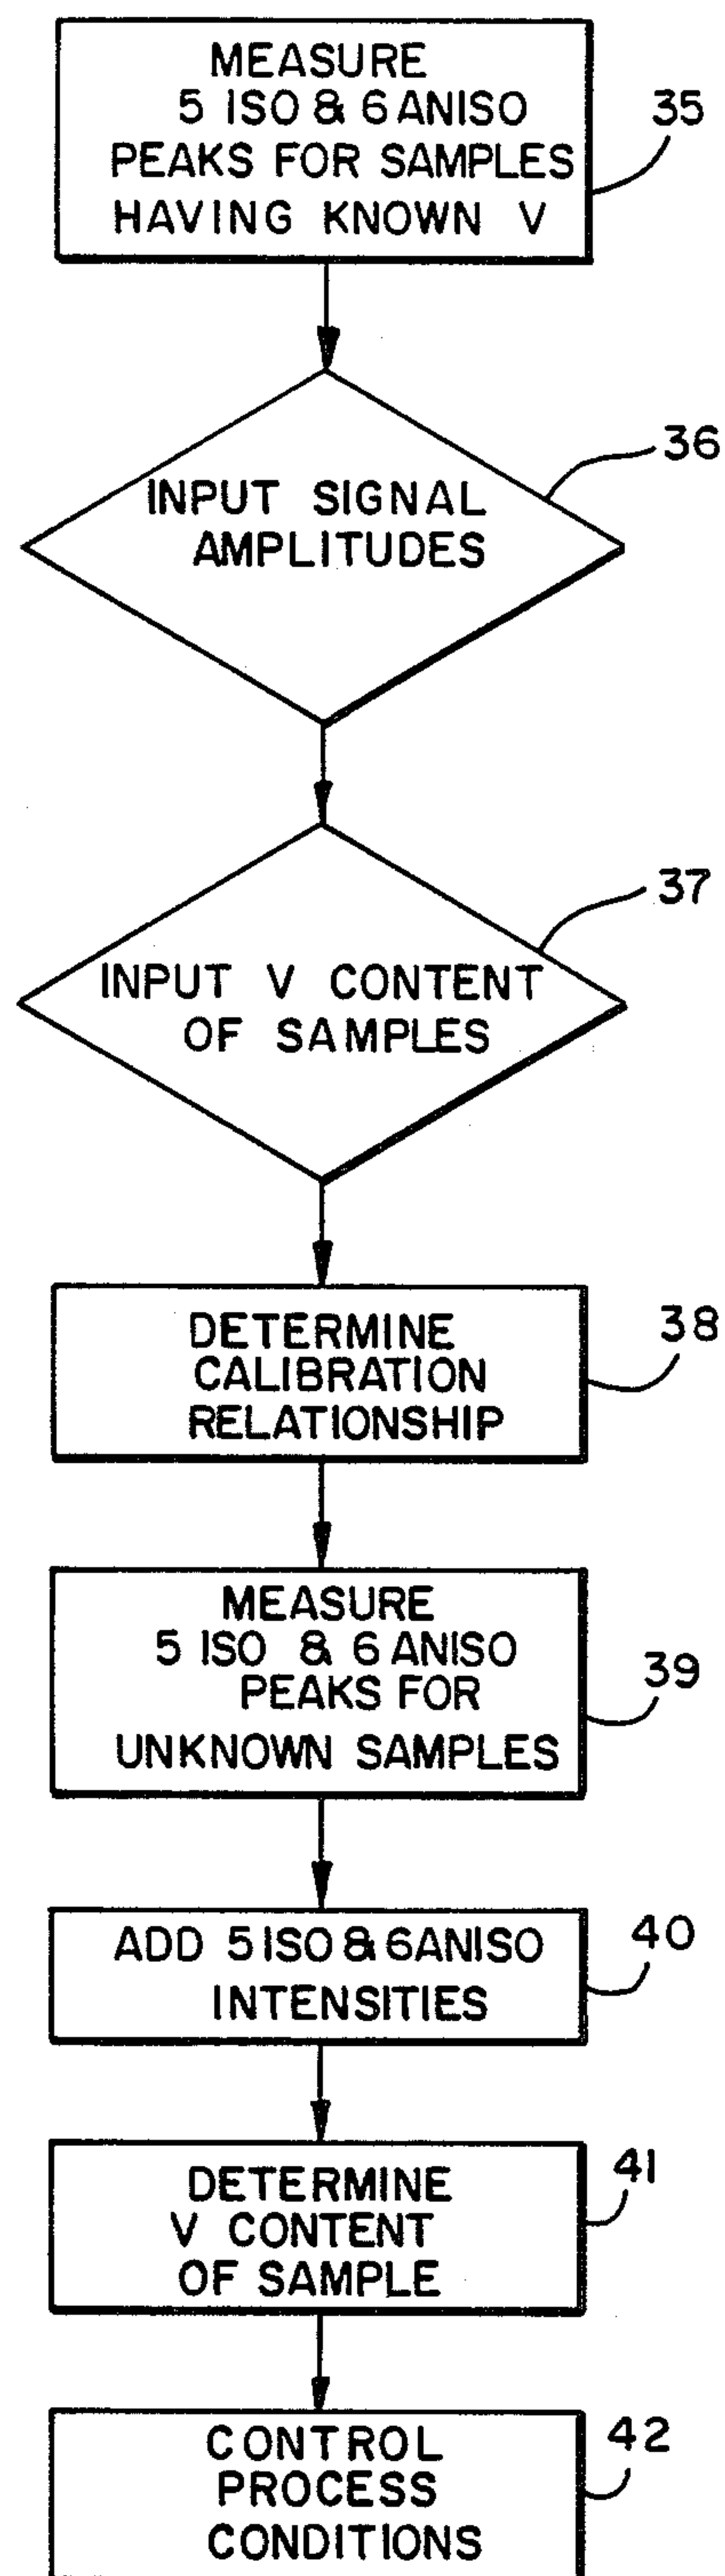 MEASURE
5 ISO & 6 ANISO
PEAKS FOR SAMPLES
HAVING KNOWN V
35
36
INPUT SIGNAL
AMPLITUDES
37
INPUT V CONTENT
OF SAMPLES
38
DETERMINE
CALIBRATION
RELATIONSHIP
MEASURE
5 ISO & 6 ANISO
PEAKS FOR
UNKNOWN SAMPLES
39
ADD 5 ISO & 6 ANISO
INTENSITIES
40
DETERMINE
V CONTENT
OF SAMPLE
41
CONTROL
PROCESS
CONDITIONS
42